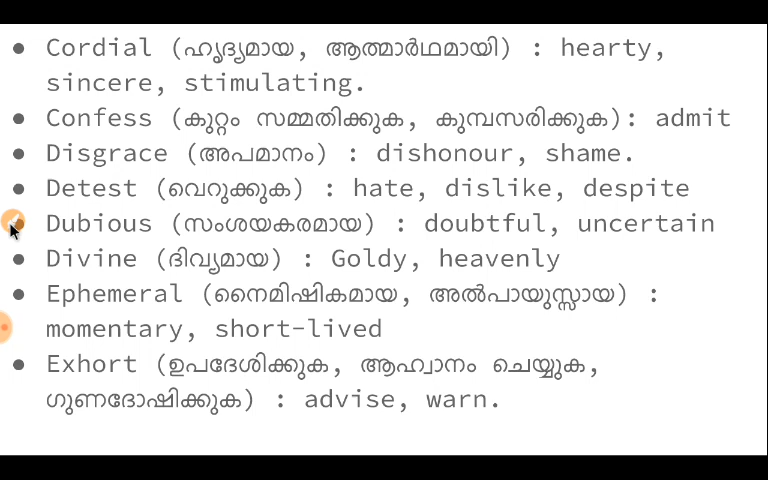 ● Cordial (ഹൃദ്യമായ, ആത്മാർഥമായി) : hearty,
sincere, stimulating.
● Confess (കുറ്റം സമ്മതിക്കുക, കുമ്പസരിക്കുക): admit
● Disgrace (അപമാനം) : dishonour, shame.
● Detest (വെറുക്കുക) : hate, dislike, despite
● Dubious (സംശയകരമായ) : doubtful, uncertain
● Divine (ദിവ്യമായ) : Goldy, heavenly
● Ephemeral (നൈമിഷികമായ, അൽപായുസ്സായ) :
momentary, short-lived
● Exhort (ഉപദേശിക്കുക, ആഹ്വാനം ചെയ്യുക,
ഗുണദോഷിക്കുക) : advise, warn.